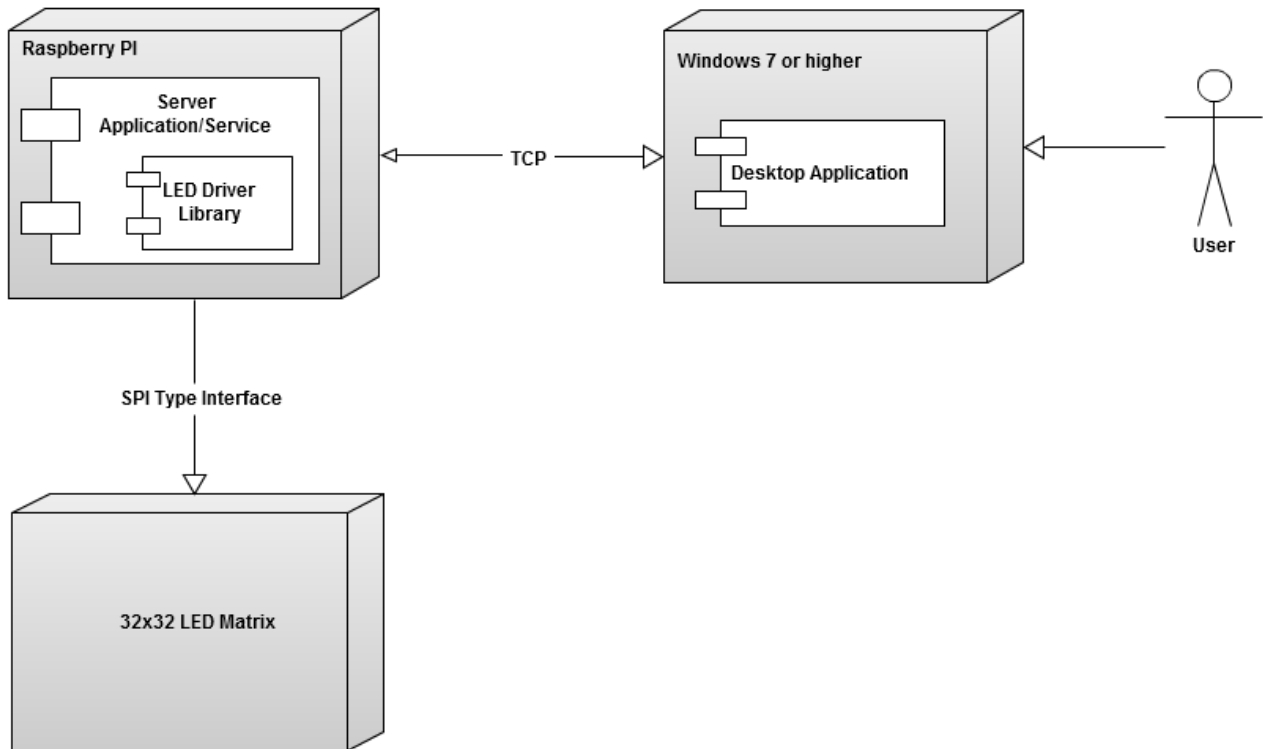 Raspberry PI
Server
Application/Service
LED Driver
Library
TCP
Windows 7 or higher
Desktop Application
User
SPI Type Interface
32x32 LED Matrix